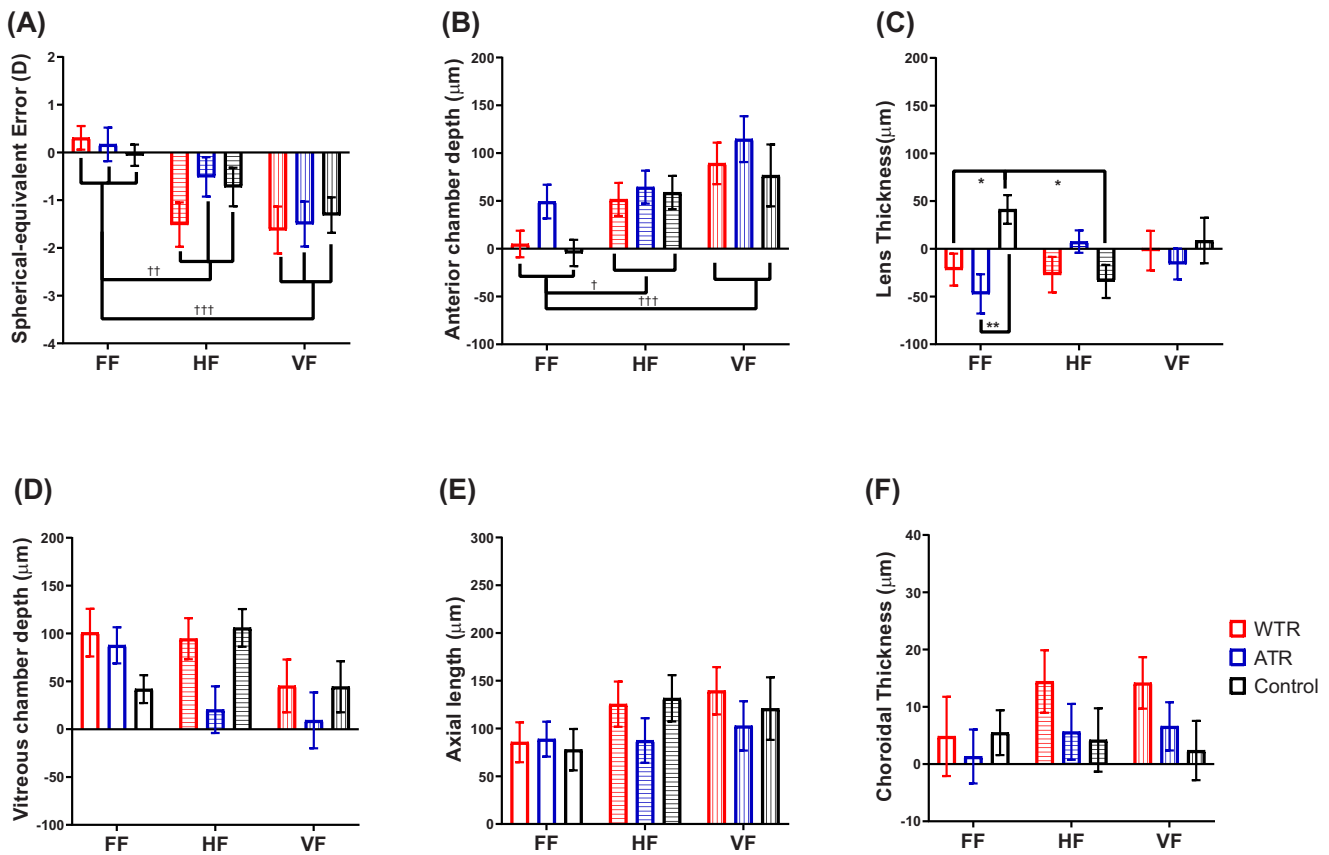 (A)
Spherical-equivalent Error (D)
2
1
0
-1
-2
-3
-4
††
†††
FF HF VF
(B)
Anterior chamber depth (μm)
200
150
100
50
0
-50
-100
†
†††
FF HF VF
(C)
Lens Thickness(μm)
200
150
100
50
0
-50
-100
* *
**
FF HF VF
(D)
Vitreous chamber depth (μm)
200
150
100
50
0
-50
-100
FF HF VF
(E)
Axial length (μm)
300
250
200
150
100
50
0
FF HF VF
(F)
Choroidal Thickness (μm)
40
30
20
10
0
-10
FF HF VF
WTR
ATR
Control